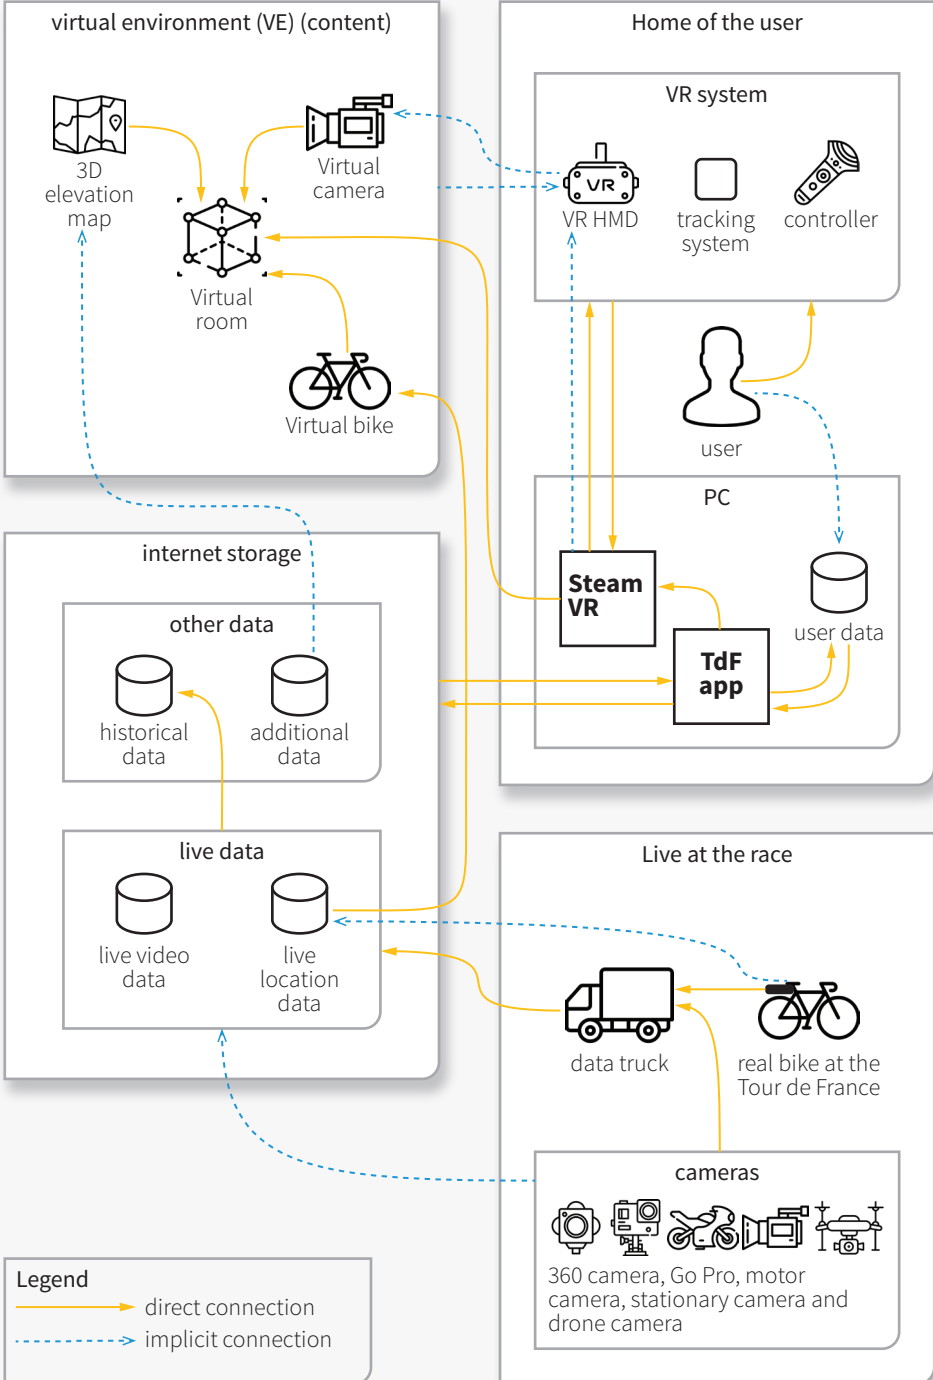 virtual environment (VE) (content)
3D
elevation
map
Virtual
camera
Virtual
room
Virtual bike
Home of the user
VR system
VR
VR HMD
tracking
system
controller
user
PC
Steam
VR
TdF
app
user data
internet storage
other data
historical
data
additional
data
live data
live video
data
live
location
data
Live at the race
data truck
real bike at the
Tour de France
cameras
360 camera, Go Pro, motor
camera, stationary camera and
drone camera
Legend
direct connection
implicit connection